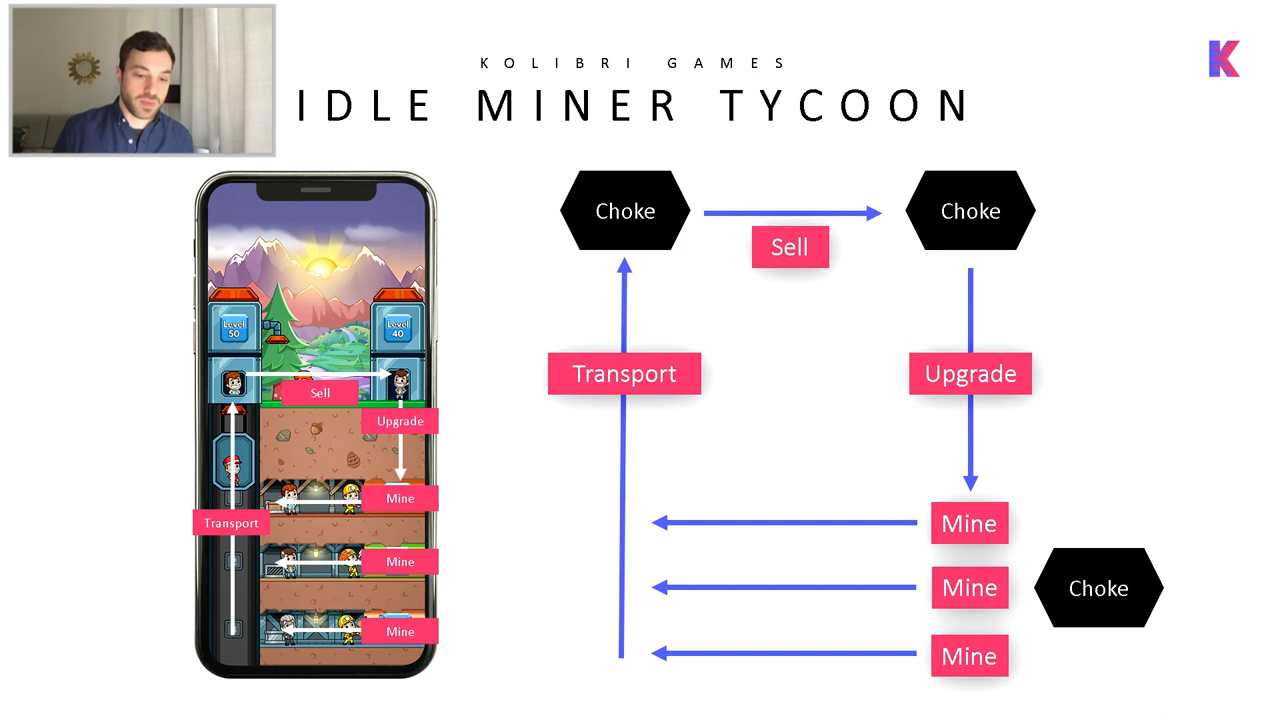 KOLIBRI GAMES
IDLE MINER TYCOON
Level
50
Level
40
Sell
Upgrade
Mine
Transport
Mine
Mine
Choke
Sell
Choke
Transport
Upgrade
Mine
Mine
Choke
Mine